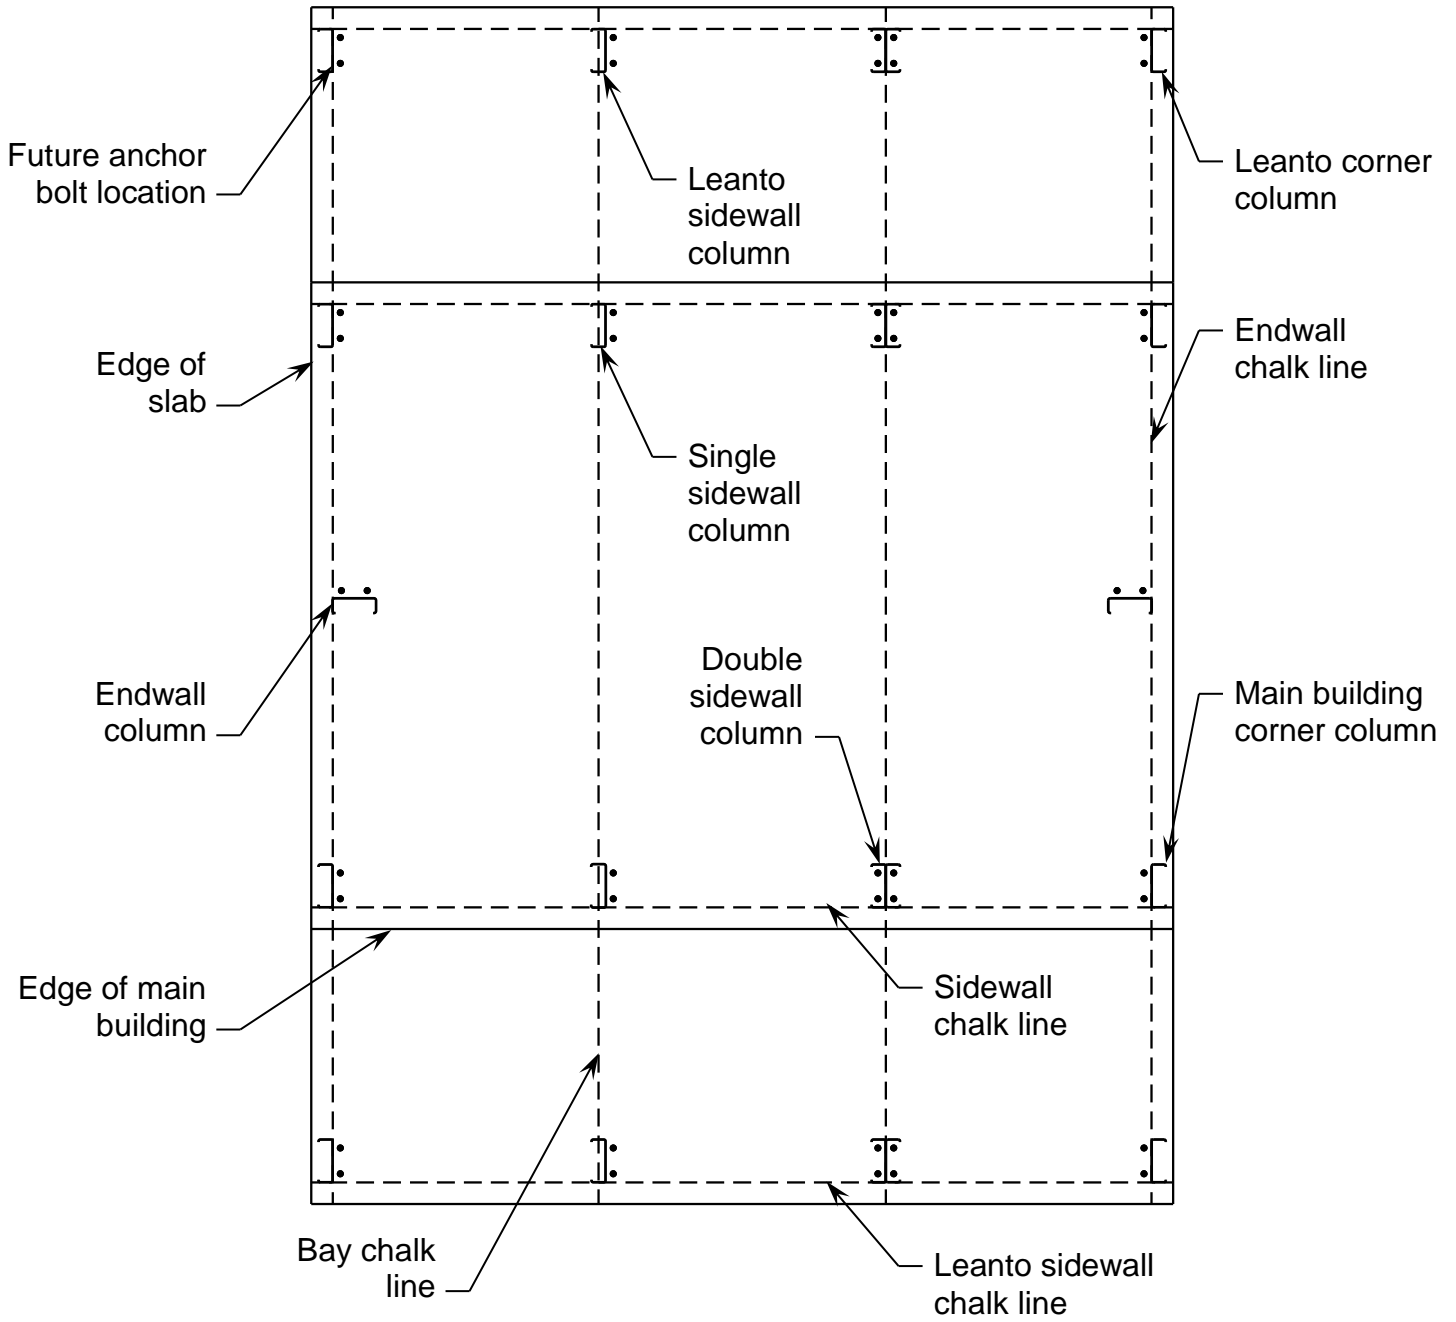 Future anchor
bolt location
Leanto
sidewall
column
Leanto corner
column
Edge of
slab
Endwall
chalk line
Single
sidewall
column
Endwall
column
Double
sidewall
column
Main building
corner column
Edge of main
building
Sidewall
chalk line
Bay chalk
line
Leanto sidewall
chalk line